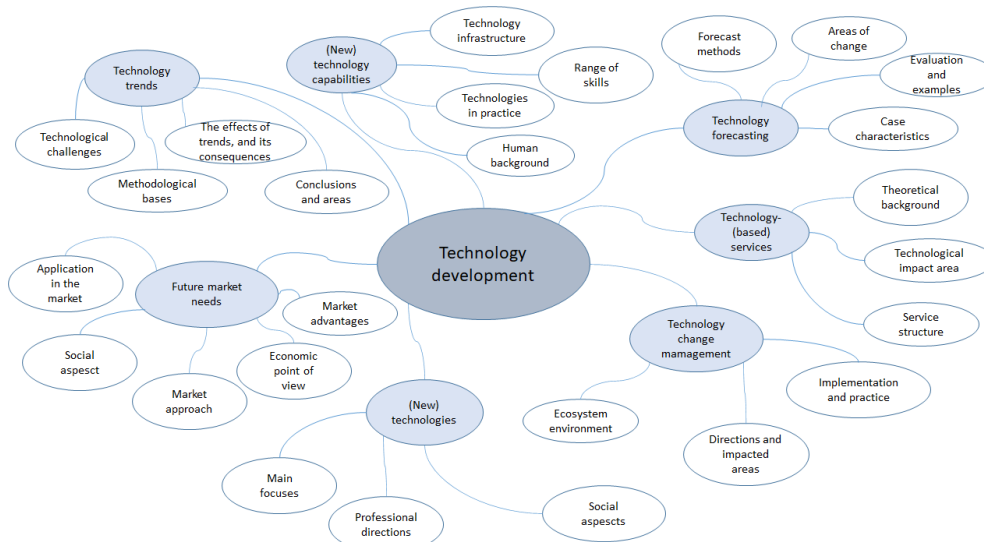 Technology
development
Technology
trends
Technological
challenges
Methodological
bases
The effects of
trends, and its
consequences
Conclusions
and areas
(New)
technology
capabilities
Technology
infrastructure
Range of
skills
Technologies
in practice
Human
background
Technology
forecasting
Forecast
methods
Areas of
change
Evaluation and
examples
Case
characteristics
Technology-
(based)
services
Theoretical
background
Technological
impact area
Service
structure
Technology
change
mamagement
Implementation
and practice
Directions and
impacted
areas
Ecosystem
environment
(New)
technologies
Main
focuses
Professional
directions
Social
aspescts
Future market
needs
Application
in the
market
Social
aspesct
Market
approach
Economic
point of
view
Market
advantages